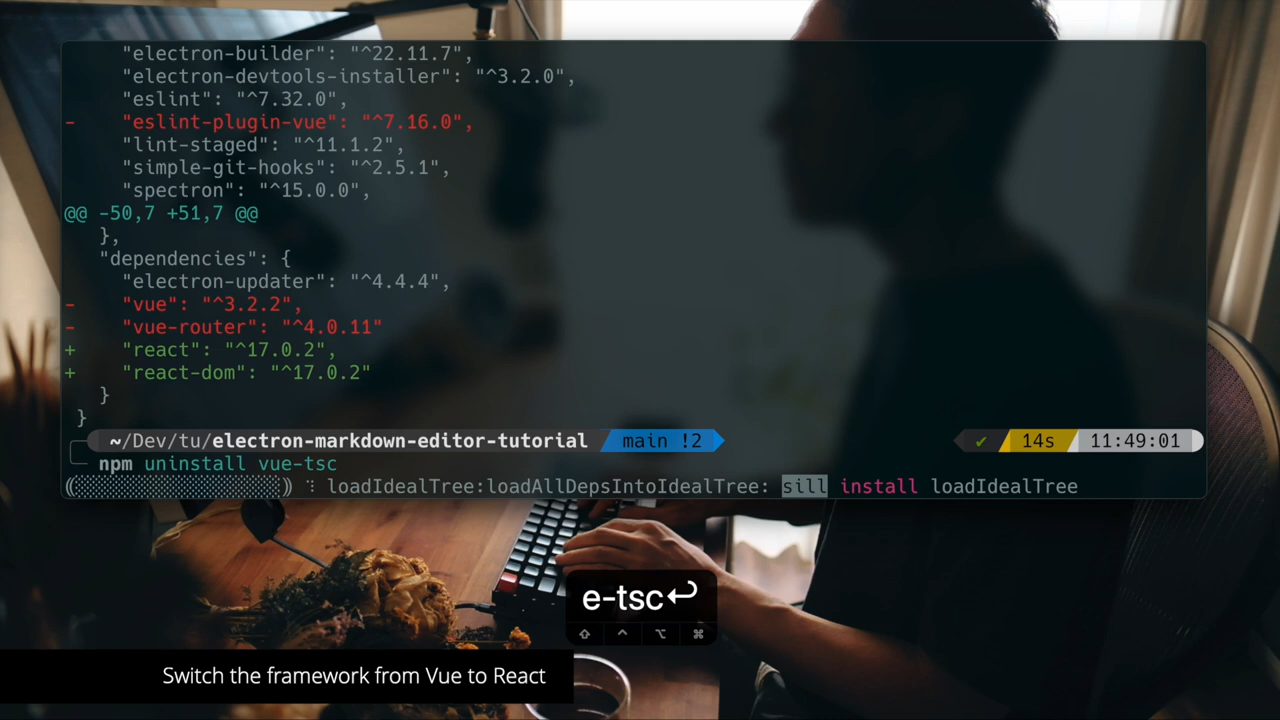 "electron-builder": "^22.11.7",
"electron-devtools-installer": "^3.2.0",
"eslint": "^7.32.0",
- "eslint-plugin-vue": "^7.16.0",
"lint-staged": "^11.1.2",
"simple-git-hooks": "^2.5.1",
"spectron": "^15.0.0",
@@ -50,7 +51,7 @@
},
"dependencies": {
"electron-updater": "^4.4.4",
- "vue": "^3.2.2",
- "vue-router": "^4.0.11"
+ "react": "^17.0.2",
+ "react-dom": "^17.0.2"
}
}
~/Dev/tu/electron-markdown-editor-tutorial main !2 ✔ 14s 11:49:01
npm uninstall vue-tsc
((░░░░░░░░░░░░░░░░░░)) ⠹ loadIdealTree:loadAllDepsIntoIdealTree: sill install loadIdealTree
e-tsc↩
⇧ ^ ⌥ ⌘
Switch the framework from Vue to React